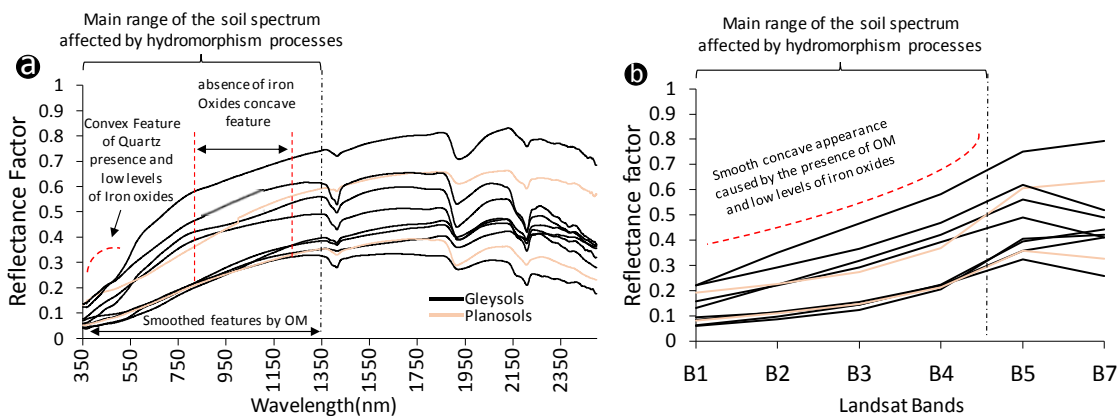 Main range of the soil spectrum
affected by hydromorphism processes
a
absence of iron
Oxides concave
feature
Convex Feature
of Quartz
presence and
low levels
of Iron oxides
Reflectance Factor
1
0.9
0.8
0.7
0.6
0.5
0.4
0.3
0.2
0.1
0
Smoothed features by OM
Gleysols
Planosols
350
550
750
950
1150
1350
1550
1750
1950
2150
2350
Wavelength(nm)
Main range of the soil spectrum
affected by hydromorphism processes
b
Smooth concave appearance
caused by the presence of OM
and low levels of iron oxides
Reflectance factor
1
0.9
0.8
0.7
0.6
0.5
0.4
0.3
0.2
0.1
0
B1 B2 B3 B4 B5 B7
Landsat Bands